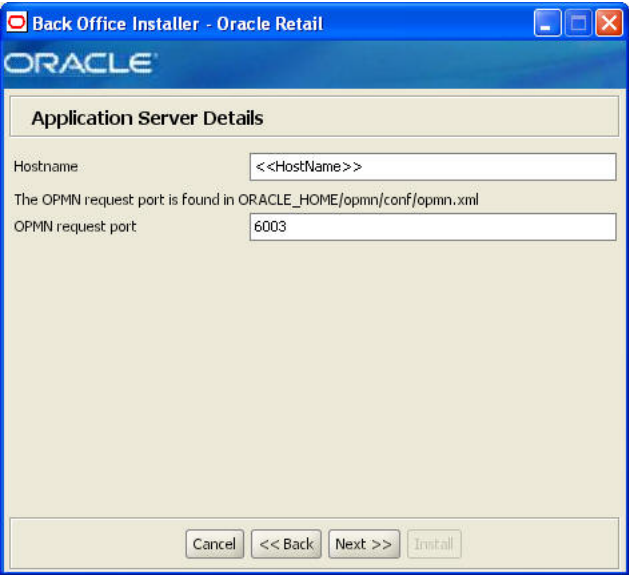 Back Office Installer - Oracle Retail
ORACLE
Application Server Details
Hostname <<HostName>>
The OPMN request port is found in ORACLE_HOME/opmn/conf/opmn.xml
OPMN request port 6003
Cancel << Back Next >> Install